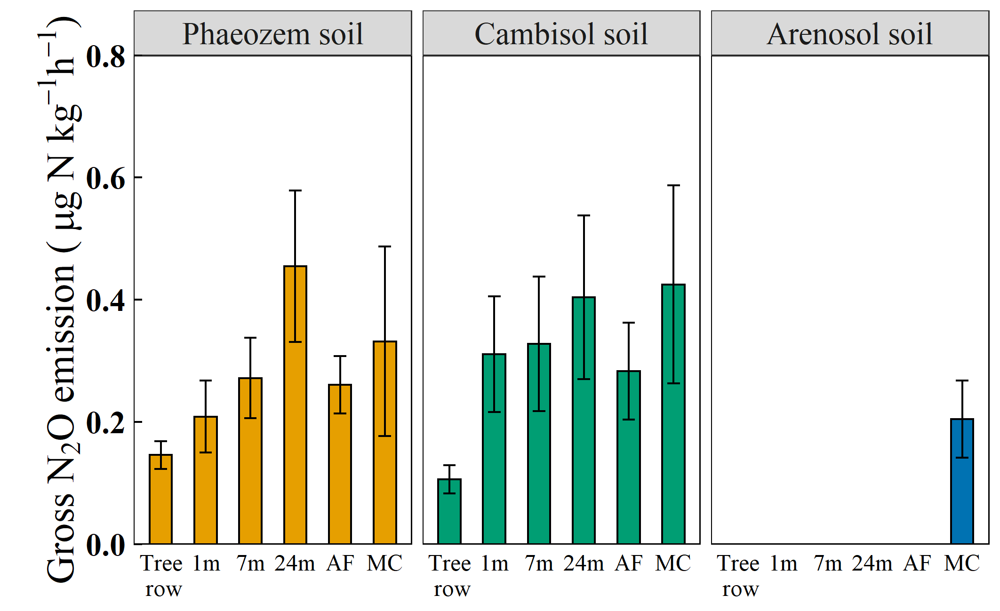 Gross N₂O emission ( µg N kg⁻¹h⁻¹)
Phaeozem soil
Cambisol soil
Arenosol soil
0.8
0.6
0.4
0.2
0.0
Tree row 1m 7m 24m AF MC
Tree row 1m 7m 24m AF MC
Tree row 1m 7m 24m AF MC